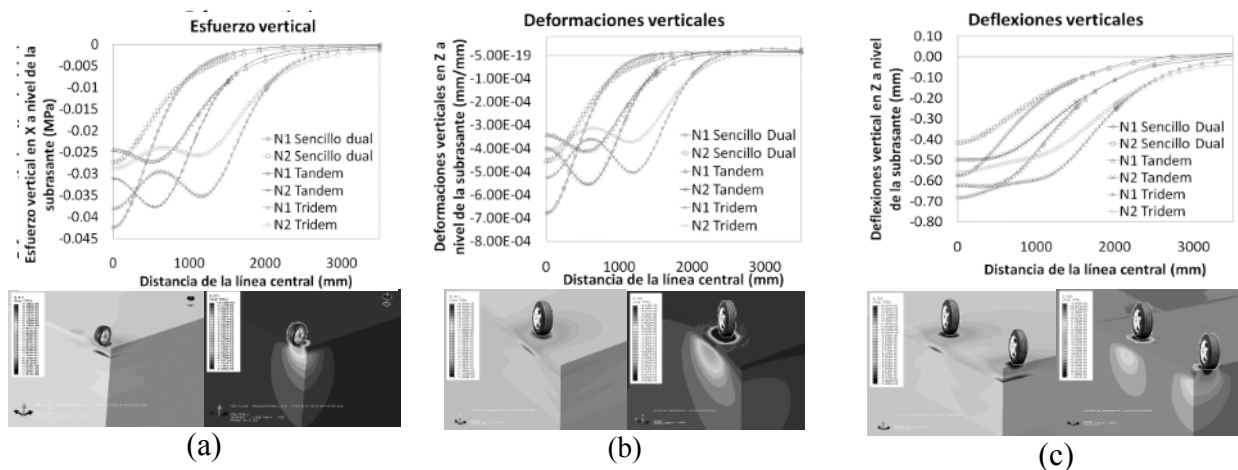 Esfuerzo vertical
0
-0.005
-0.01
-0.015
-0.02
-0.025
-0.03
-0.035
-0.04
-0.045
Esfuerzo vertical en X a nivel de la
subrasante (MPa)
N1 Sencillo dual
N2 Sencillo dual
N1 Tandem
N2 Tandem
N1 Tridem
N2 Tridem
0 1000 2000 3000
Distancia de la línea central (mm)
(a)
Deformaciones verticales
-5.00E-19
-1.00E-04
-2.00E-04
-3.00E-04
-4.00E-04
-5.00E-04
-6.00E-04
-7.00E-04
-8.00E-04
Deformaciones verticales en Z a
nivel de la subrasante (mm/mm)
N1 Sencillo Dual
N2 Sencillo Dual
N1 Tandem
N2 Tandem
N1 Tridem
N2 Tridem
0 1000 2000 3000
Distancia de la línea central (mm)
(b)
Deflexiones verticales
0.10
0.00
-0.10
-0.20
-0.30
-0.40
-0.50
-0.60
-0.70
-0.80
Deflexiones vertical en Z a nivel
de la subrasante (mm)
N1 Sencillo Dual
N2 Sencillo Dual
N1 Tandem
N2 Tandem
N1 Tridem
N2 Tridem
0 1000 2000 3000
Distancia de la línea central (mm)
(c)